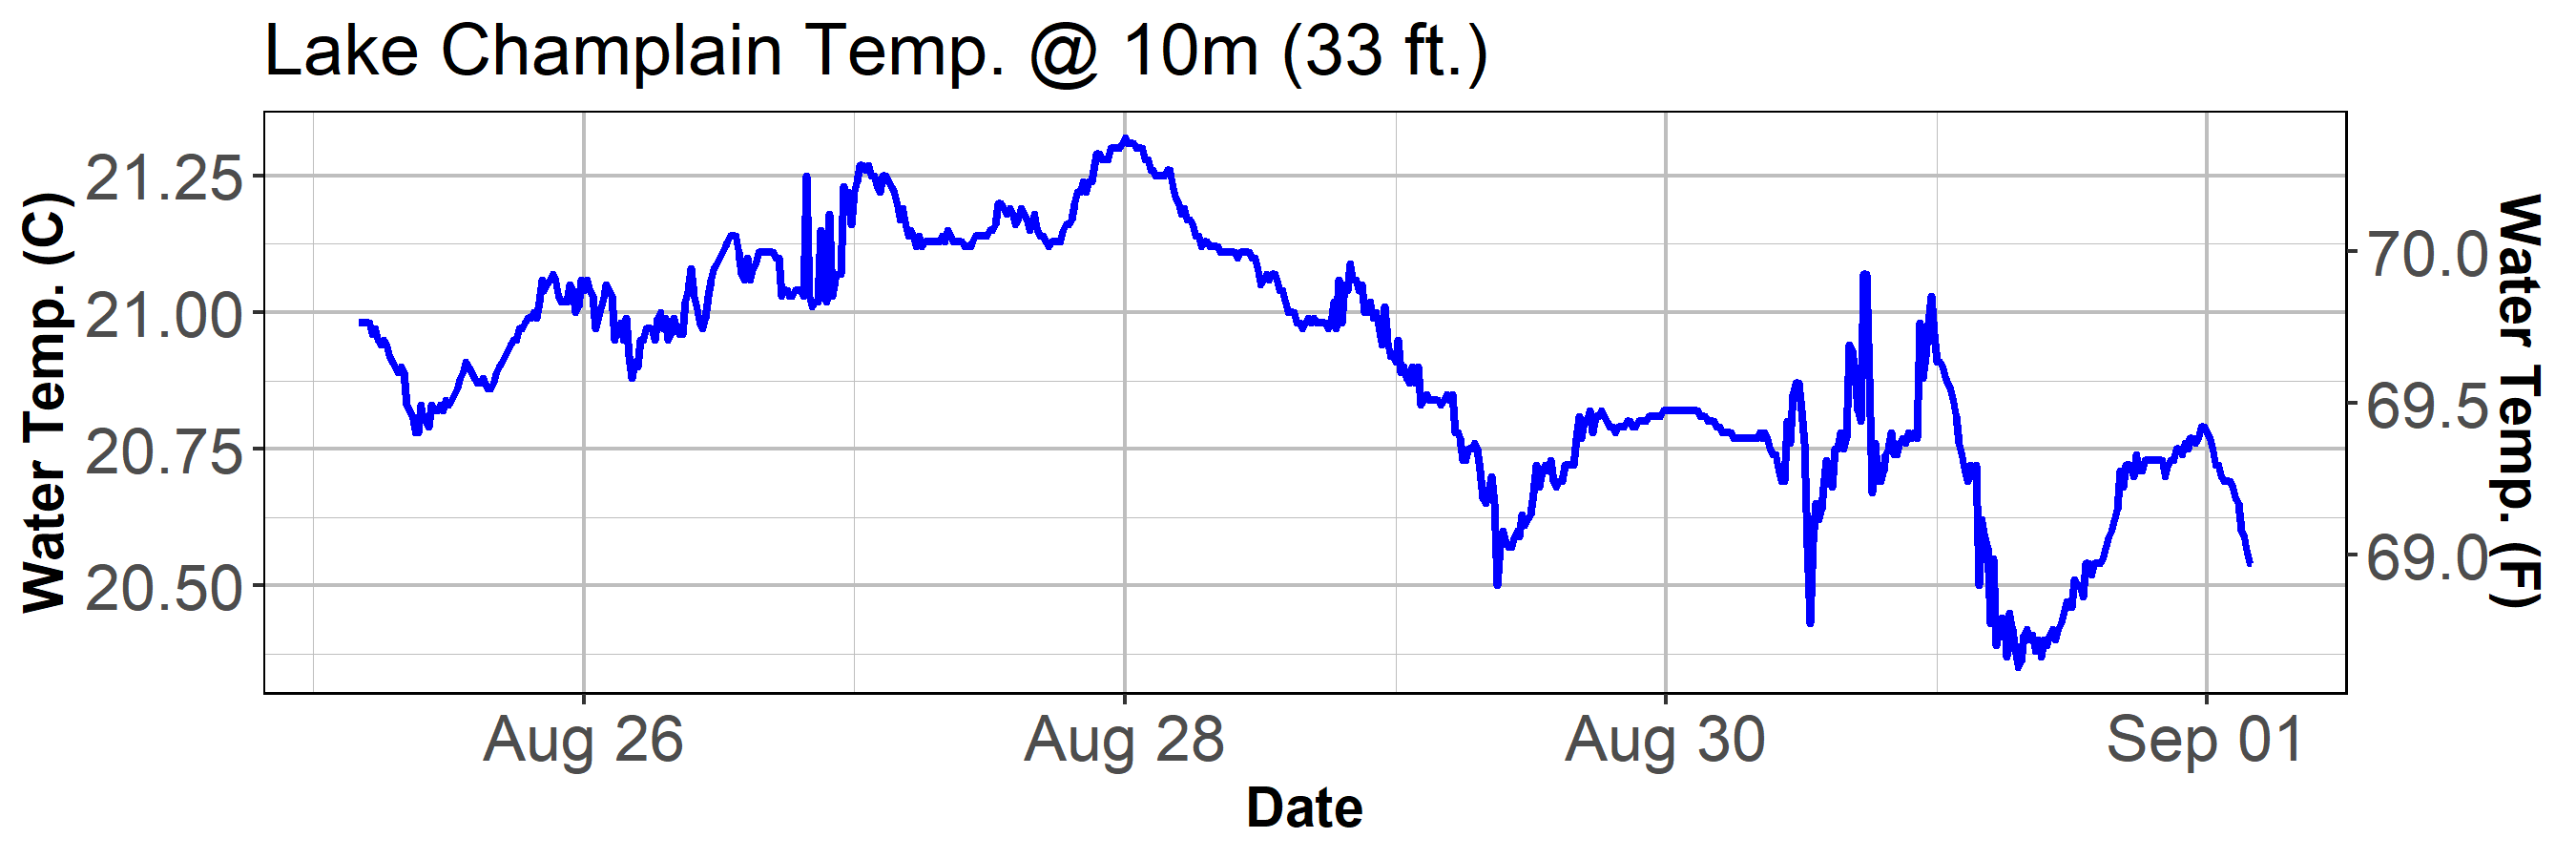 Lake Champlain Temp. @ 10m (33 ft.)
Water Temp. (C)
21.25
21.00
20.75
20.50
70.0
69.5
69.0
Water Temp. (F)
Aug 26
Aug 28
Aug 30
Sep 01
Date